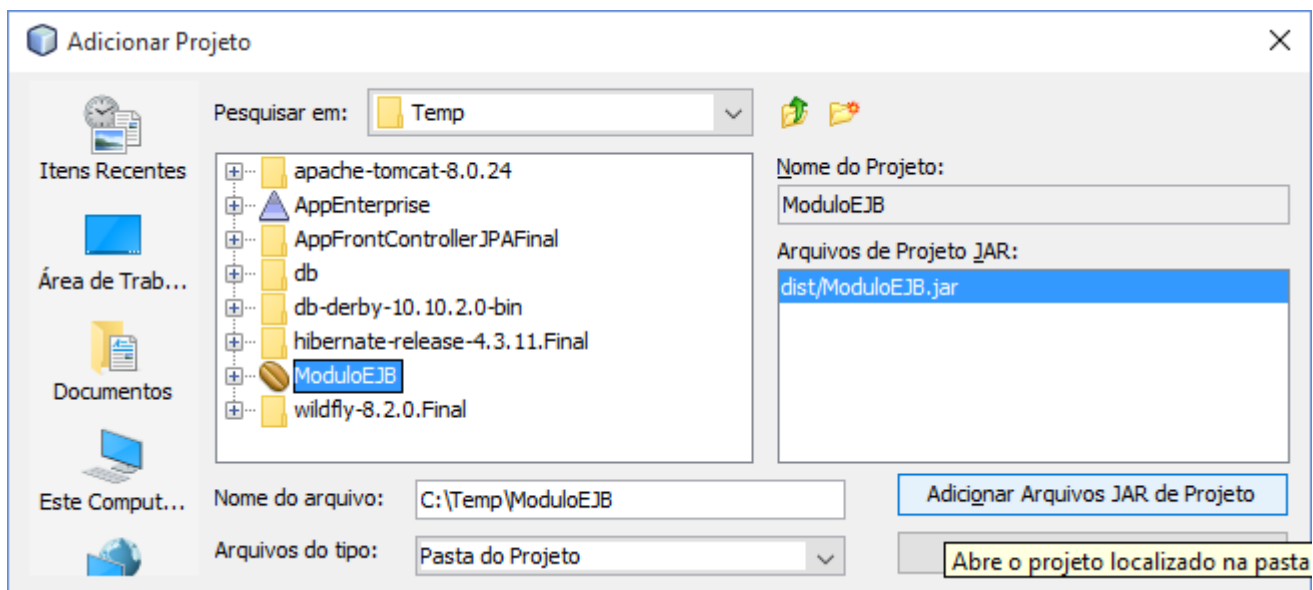 Adicionar Projeto
Pesquisar em:
Temp
Itens Recentes
Área de Trab...
Documentos
Este Comput...
apache-tomcat-8.0.24
AppEnterprise
AppFrontControllerJPAFinal
db
db-derby-10.10.2.0-bin
hibernate-release-4.3.11.Final
ModuloEJB
wildfly-8.2.0.Final
Nome do Projeto:
ModuloEJB
Arquivos de Projeto JAR:
dist/ModuloEJB.jar
Nome do arquivo:
C:\Temp\ModuloEJB
Adicionar Arquivos JAR de Projeto
Arquivos do tipo:
Pasta do Projeto
Abre o projeto localizado na pasta